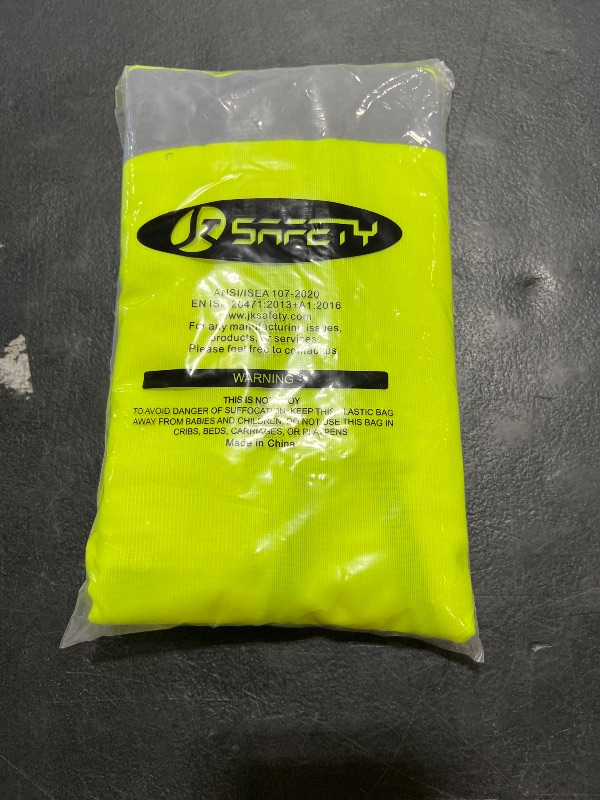 JK SAFETY
ANSI/ISEA 107-2020
EN IS 20471:2013+A1:2016
www.jksafety.com
For any manufacturing issues,
products, or services.
Please feel free to contact us.
WARNING
THIS IS NOT TOY
TO AVOID DANGER OF SUFFOCATION, KEEP THIS PLASTIC BAG
AWAY FROM BABIES AND CHILDREN, DO NOT USE THIS BAG IN
CRIBS, BEDS, CARRIAGES, OR PLAYPENS
Made in China